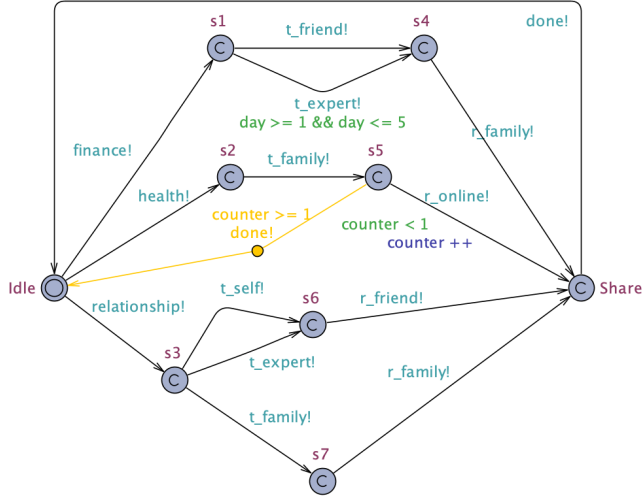 s1
t_friend!
s4
done!
t_expert!
day >= 1 && day <= 5
finance!
r_family!
s2
t_family!
s5
health!
r_online!
counter >= 1
done!
counter < 1
counter ++
Idle
Share
relationship!
t_self!
s6
r_friend!
s3
t_expert!
r_family!
t_family!
s7
C
C
C
C
C
C
C
C